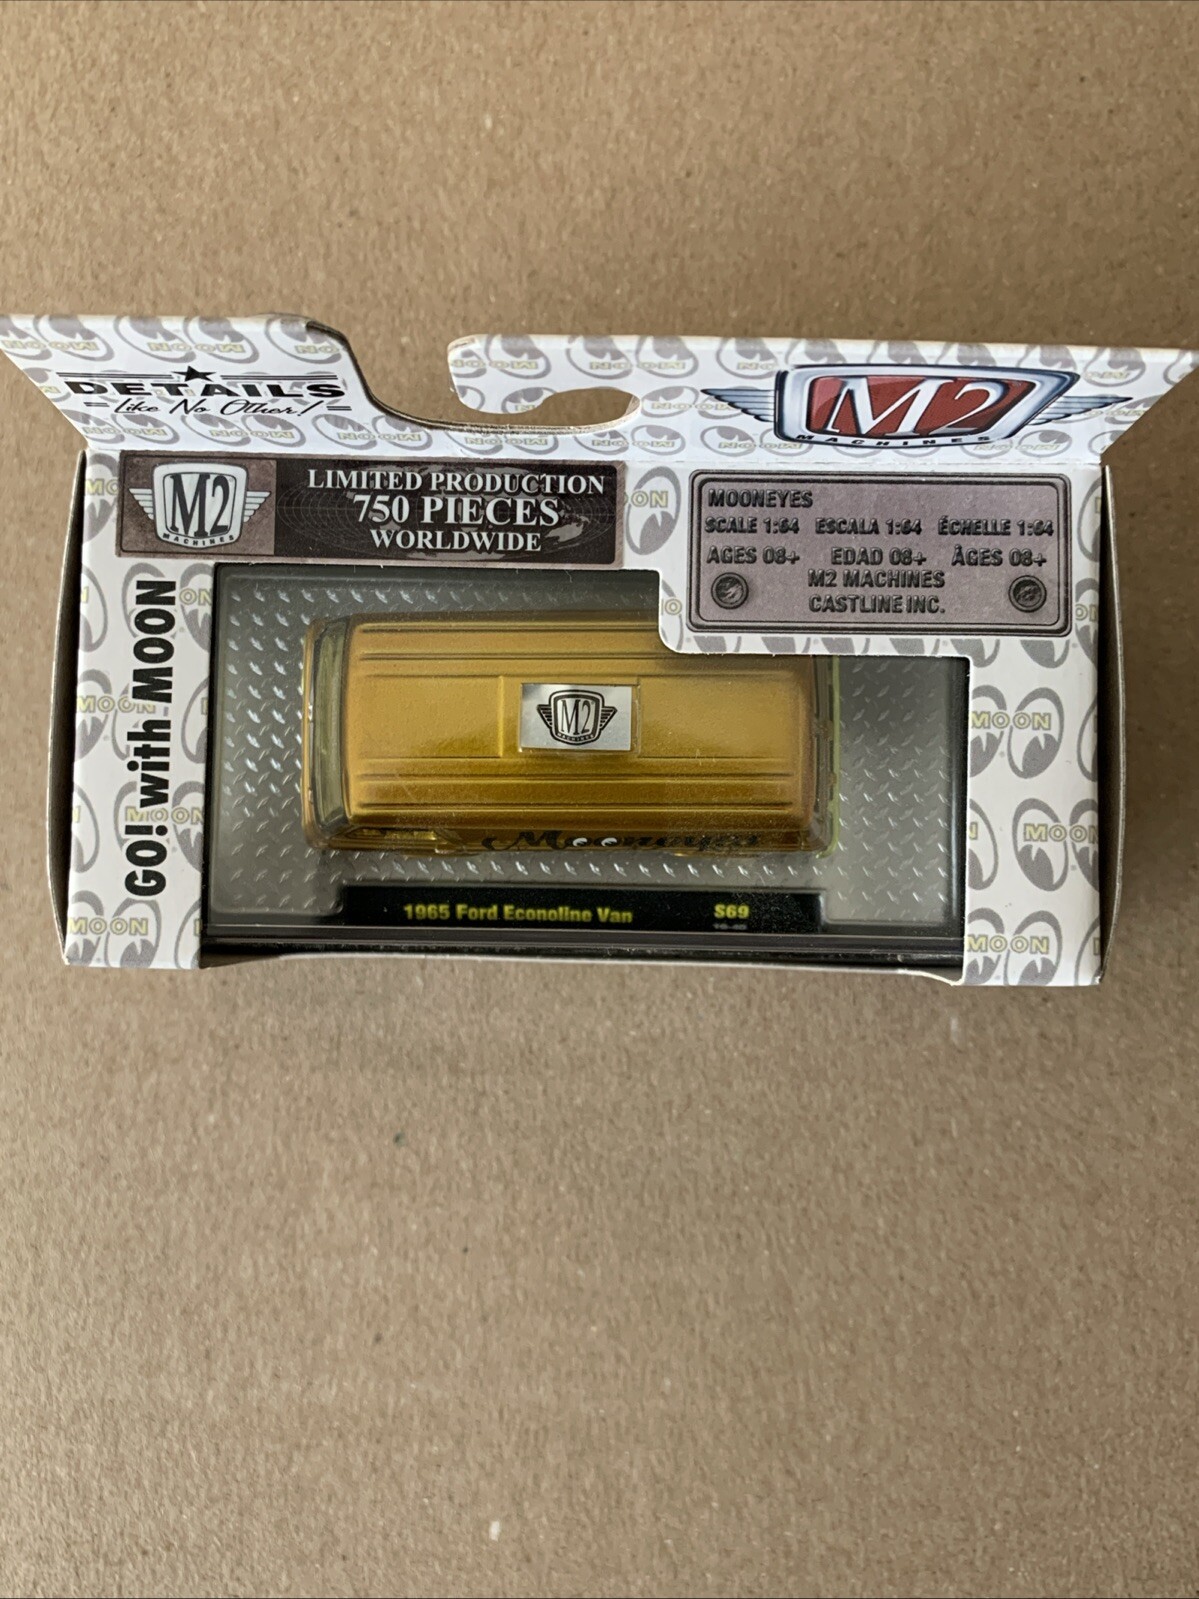 DETAILS
Like No Other!
M2
MACHINES
M2
MACHINES
LIMITED PRODUCTION
750 PIECES
WORLDWIDE
MOONEYES
SCALE 1:64 ESCALA 1:64 ÉCHELLE 1:64
AGES 08+ EDAD 08+ ÂGES 08+
M2 MACHINES
CASTLINE INC.
GO! with MOON
M2
MACHINES
Mooneyes
1965 Ford Econoline Van S69
MOON
MOON
MOON
MOON
MOON